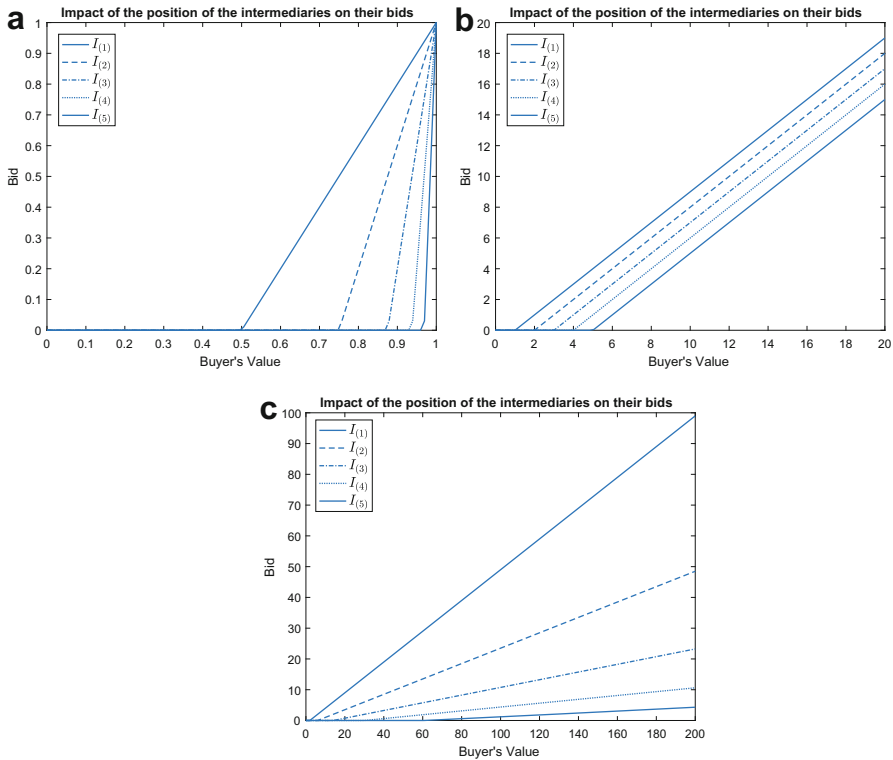 a
Impact of the position of the intermediaries on their bids
1
0.9
0.8
0.7
0.6
0.5
0.4
0.3
0.2
0.1
0
Bid
I(1)
I(2)
I(3)
I(4)
I(5)
0 0.1 0.2 0.3 0.4 0.5 0.6 0.7 0.8 0.9 1
Buyer's Value
b
Impact of the position of the intermediaries on their bids
20
18
16
14
12
10
8
6
4
2
0
Bid
I(1)
I(2)
I(3)
I(4)
I(5)
0 2 4 6 8 10 12 14 16 18 20
Buyer's Value
c
Impact of the position of the intermediaries on their bids
100
90
80
70
60
50
40
30
20
10
0
Bid
I(1)
I(2)
I(3)
I(4)
I(5)
0 20 40 60 80 100 120 140 160 180 200
Buyer's Value